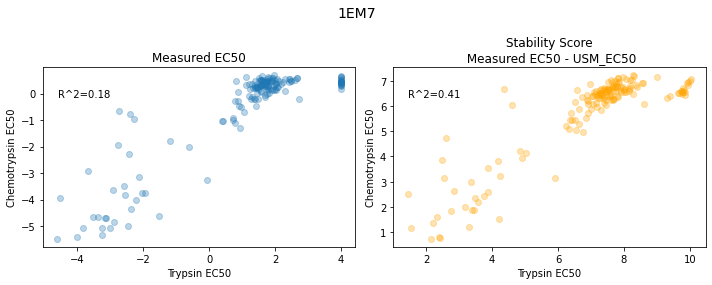 1EM7
Measured EC50
R^2=0.18
Chemotrypsin EC50
0
−1
−2
−3
−4
−5
−4
−2
0
2
4
Trypsin EC50
Stability Score
Measured EC50 - USM_EC50
R^2=0.41
Chemotrypsin EC50
7
6
5
4
3
2
1
2
4
6
8
10
Trypsin EC50